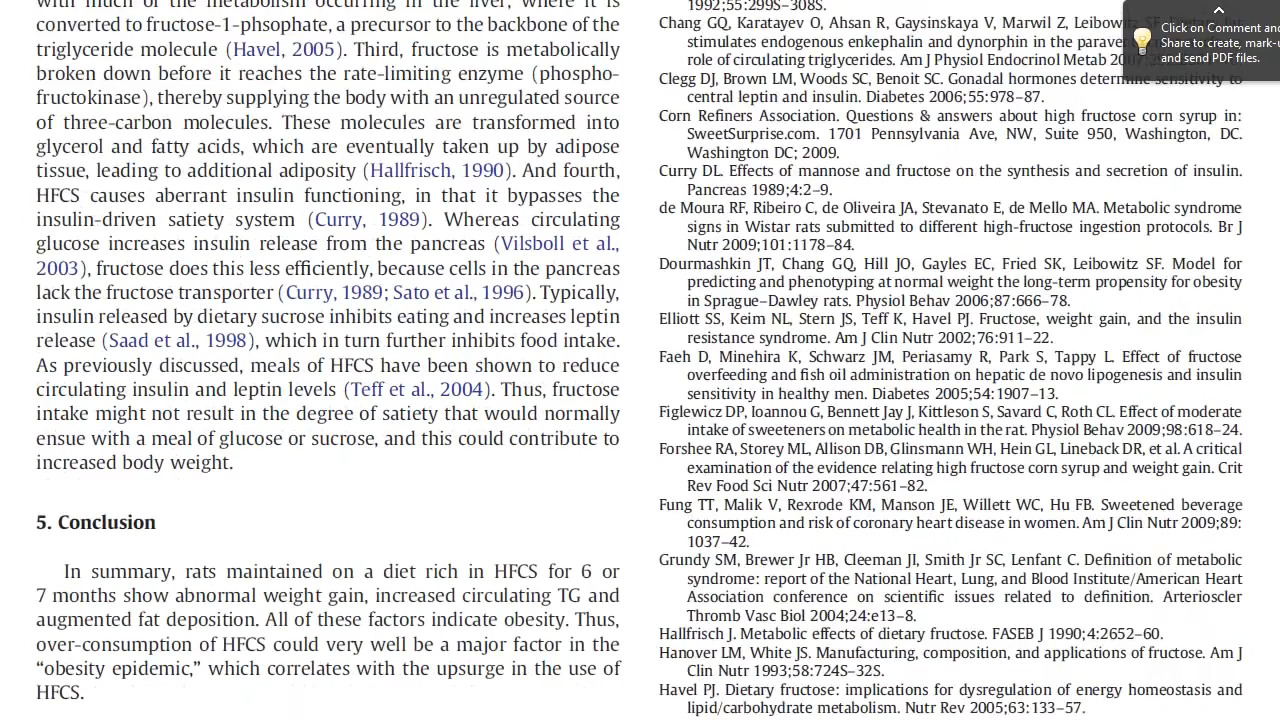 with much of the metabolism occurring in the liver, where it is
converted to fructose-1-phsophate, a precursor to the backbone of the
triglyceride molecule (Havel, 2005). Third, fructose is metabolically
broken down before it reaches the rate-limiting enzyme (phospho-
fructokinase), thereby supplying the body with an unregulated source
of three-carbon molecules. These molecules are transformed into
glycerol and fatty acids, which are eventually taken up by adipose
tissue, leading to additional adiposity (Hallfrisch, 1990). And fourth,
HFCS causes aberrant insulin functioning, in that it bypasses the
insulin-driven satiety system (Curry, 1989). Whereas circulating
glucose increases insulin release from the pancreas (Vilsboll et al.,
2003), fructose does this less efficiently, because cells in the pancreas
lack the fructose transporter (Curry, 1989; Sato et al., 1996). Typically,
insulin released by dietary sucrose inhibits eating and increases leptin
release (Saad et al., 1998), which in turn further inhibits food intake.
As previously discussed, meals of HFCS have been shown to reduce
circulating insulin and leptin levels (Teff et al., 2004). Thus, fructose
intake might not result in the degree of satiety that would normally
ensue with a meal of glucose or sucrose, and this could contribute to
increased body weight.
5. Conclusion
In summary, rats maintained on a diet rich in HFCS for 6 or
7 months show abnormal weight gain, increased circulating TG and
augmented fat deposition. All of these factors indicate obesity. Thus,
over-consumption of HFCS could very well be a major factor in the
“obesity epidemic,” which correlates with the upsurge in the use of
HFCS.
1992;55:299S–308S.
Chang GQ, Karatayev O, Ahsan R, Gaysinskaya V, Marwil Z, Leibowitz SF.
stimulates endogenous enkephalin and dynorphin in the
role of circulating triglycerides. Am J Physiol Endocrinol Metab
Clegg DJ, Brown LM, Woods SC, Benoit SC. Gonadal hormones determine sensitivity to
central leptin and insulin. Diabetes 2006;55:978–87.
Corn Refiners Association. Questions & answers about high fructose corn syrup in:
SweetSurprise.com. 1701 Pennsylvania Ave, NW, Suite 950, Washington, DC.
Washington DC; 2009.
Curry DL. Effects of mannose and fructose on the synthesis and secretion of insulin.
Pancreas 1989;4:2–9.
de Moura RF, Ribeiro C, de Oliveira JA, Stevanato E, de Mello MA. Metabolic syndrome
signs in Wistar rats submitted to different high-fructose ingestion protocols. Br J
Nutr 2009;101:1178–84.
Dourmashkin JT, Chang GQ, Hill JO, Gayles EC, Fried SK, Leibowitz SF. Model for
predicting and phenotyping at normal weight the long-term propensity for obesity
in Sprague–Dawley rats. Physiol Behav 2006;87:666–78.
Elliott SS, Keim NL, Stern JS, Teff K, Havel PJ. Fructose, weight gain, and the insulin
resistance syndrome. Am J Clin Nutr 2002;76:911–22.
Faeh D, Minehira K, Schwarz JM, Periasamy R, Park S, Tappy L. Effect of fructose
overfeeding and fish oil administration on hepatic de novo lipogenesis and insulin
sensitivity in healthy men. Diabetes 2005;54:1907–13.
Figlewicz DP, Ioannou G, Bennett Jay J, Kittleson S, Savard C, Roth CL. Effect of moderate
intake of sweeteners on metabolic health in the rat. Physiol Behav 2009;98:618–24.
Forshee RA, Storey ML, Allison DB, Glinsmann WH, Hein GL, Lineback DR, et al. A critical
examination of the evidence relating high fructose corn syrup and weight gain. Crit
Rev Food Sci Nutr 2007;47:561–82.
Fung TT, Malik V, Rexrode KM, Manson JE, Willett WC, Hu FB. Sweetened beverage
consumption and risk of coronary heart disease in women. Am J Clin Nutr 2009;89:
1037–42.
Grundy SM, Brewer Jr HB, Cleeman JI, Smith Jr SC, Lenfant C. Definition of metabolic
syndrome: report of the National Heart, Lung, and Blood Institute/American Heart
Association conference on scientific issues related to definition. Arterioscler
Thromb Vasc Biol 2004;24:e13–8.
Hallfrisch J. Metabolic effects of dietary fructose. FASEB J 1990;4:2652–60.
Hanover LM, White JS. Manufacturing, composition, and applications of fructose. Am J
Clin Nutr 1993;58:724S–32S.
Havel PJ. Dietary fructose: implications for dysregulation of energy homeostasis and
lipid/carbohydrate metabolism. Nutr Rev 2005;63:133–57.
Click on Comment and
Share to create, mark-u
and send PDF files.